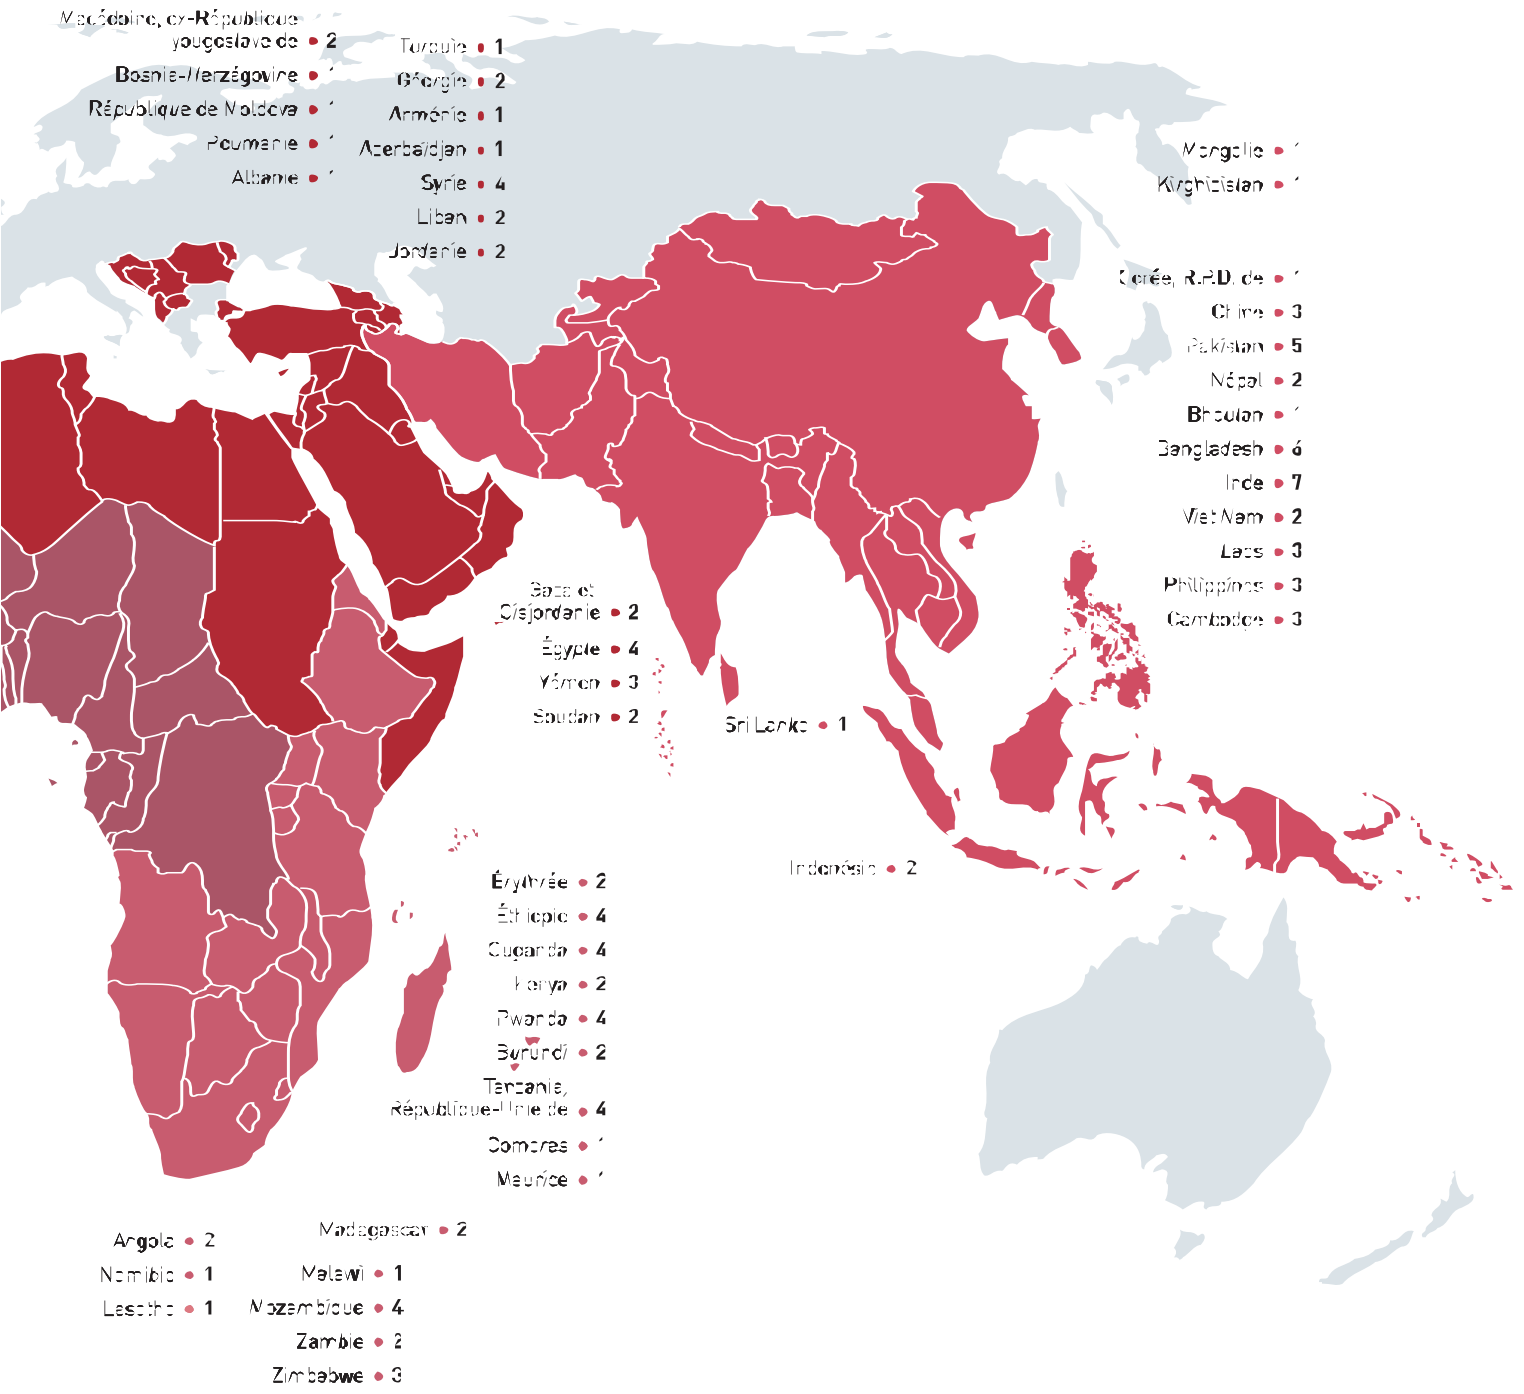 Macédoine, ex-République
yougoslave de • 2
Bosnie-Herzégovine • 1
République de Moldova • 1
Roumanie • 1
Albanie • 1
Turquie • 1
Géorgie • 2
Arménie • 1
Azerbaïdjan • 1
Syrie • 4
Liban • 2
Jordanie • 2
Mongolie • 1
Kirghizistan • 1
Corée, R.P.D. de • 1
Chine • 3
Pakistan • 5
Népal • 2
Bhoutan • 1
Bangladesh • 6
Inde • 7
Viet Nam • 2
Laos • 3
Philippines • 3
Cambodge • 3
Gaza et
Cisjordanie • 2
Égypte • 4
Yémen • 3
Soudan • 2
Sri Lanka • 1
Indonésie • 2
Érythrée • 2
Éthiopie • 4
Ouganda • 4
Kenya • 2
Rwanda • 4
Burundi • 2
Tanzanie,
République-Unie de • 4
Comores • 1
Maurice • 1
Madagascar • 2
Angola • 2
Namibie • 1
Lesotho • 1
Malawi • 1
Mozambique • 4
Zambie • 2
Zimbabwe • 3